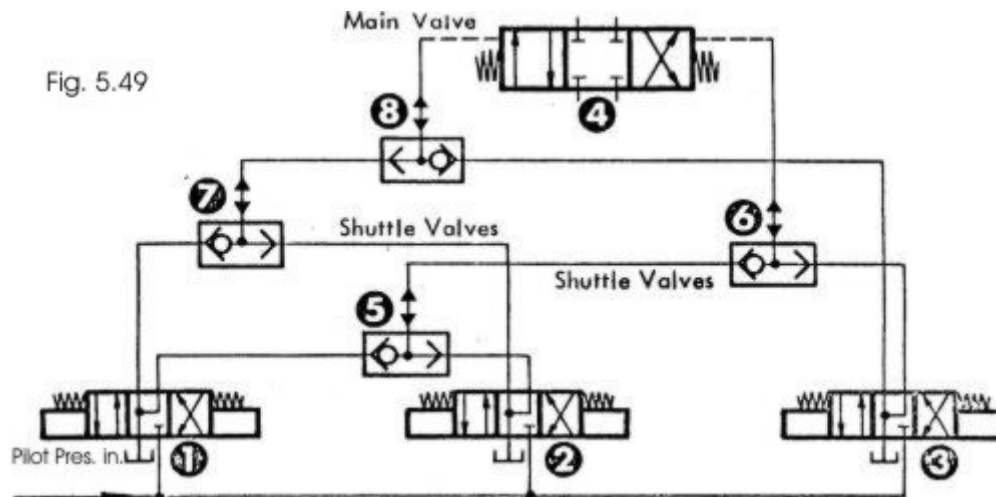 Main Valve
Fig. 5.49
8
4
7
Shuttle Valves
6
Shuttle Valves
5
Pilot Pres. in.
1
2
3